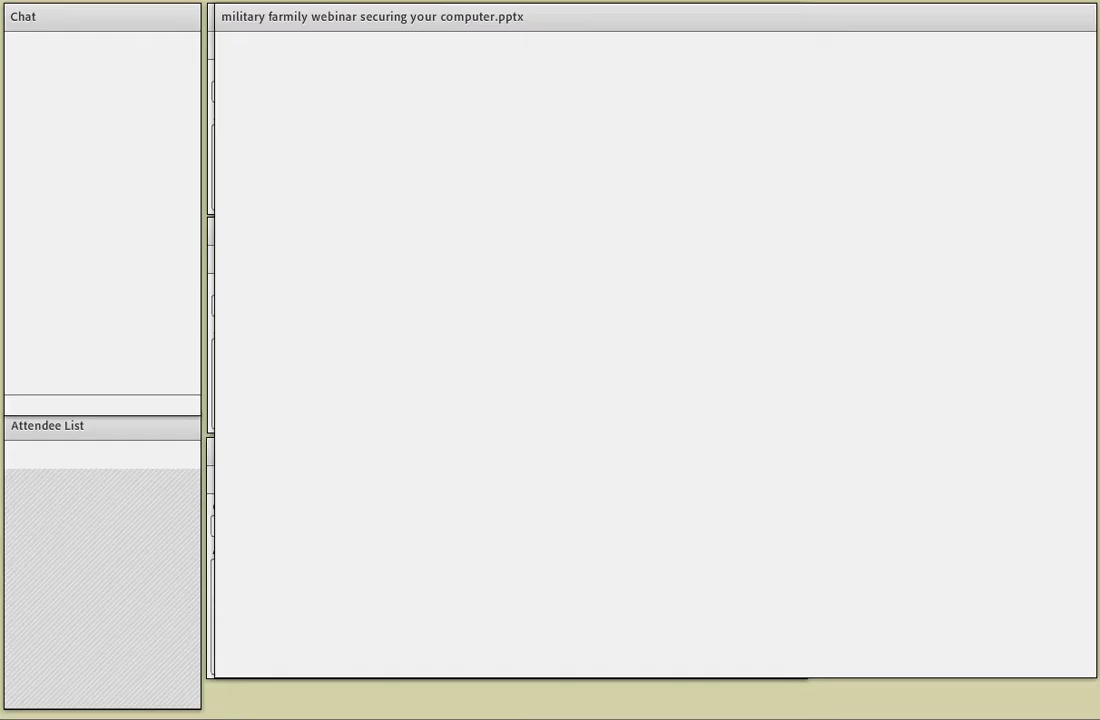 Chat
military farmily webinar securing your computer.pptx
Attendee List